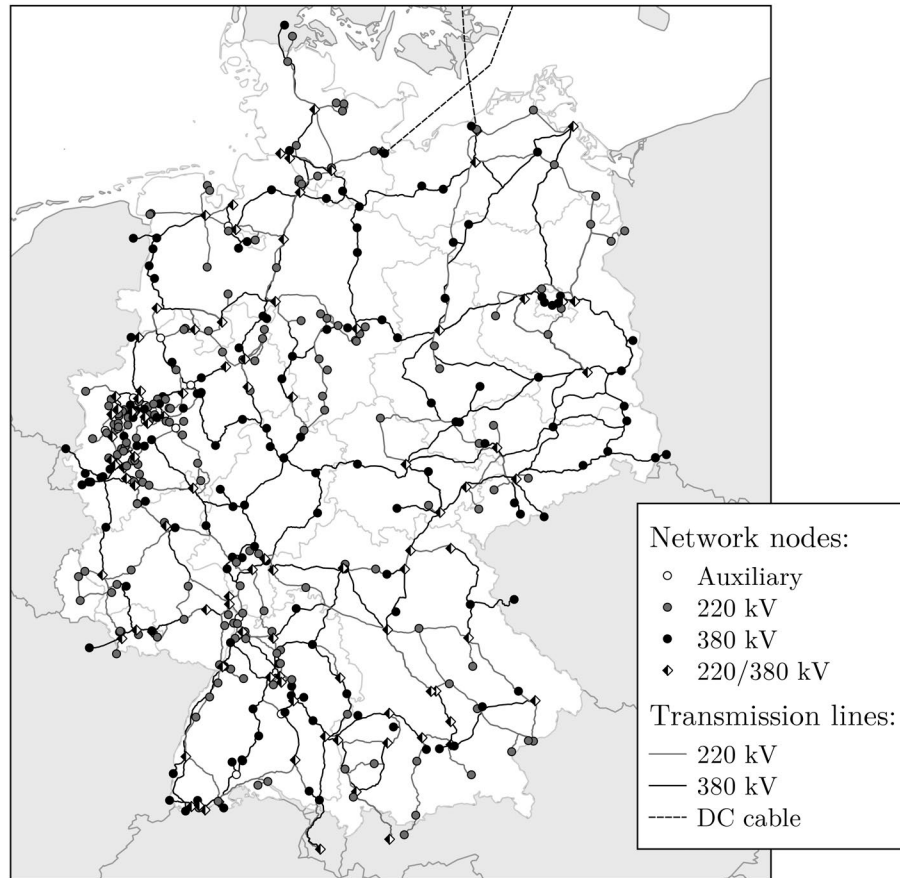 Network nodes:
Auxiliary
220 kV
380 kV
220/380 kV
Transmission lines:
220 kV
380 kV
DC cable